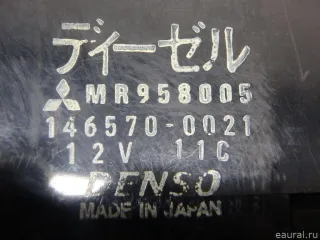 ディーゼル
MR958005
146570-0021
12V 11C
DENSO
MADE IN JAPAN
eaural.ru